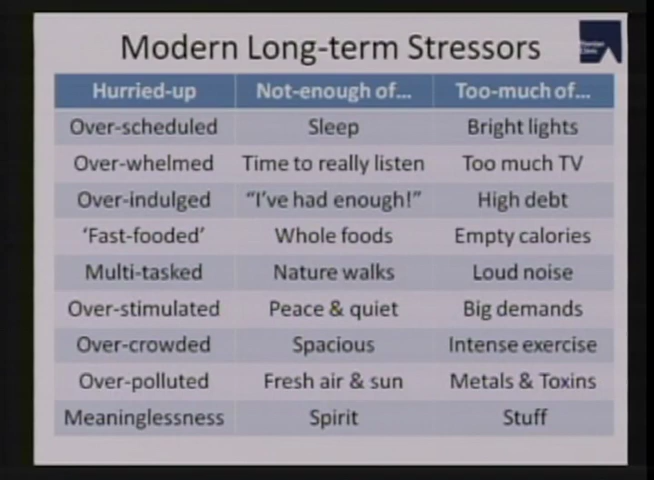 Modern Long-term Stressors
Hurried-up Not-enough of... Too-much of...
Over-scheduled Sleep Bright lights
Over-whelmed Time to really listen Too much TV
Over-indulged "I've had enough!" High debt
'Fast-fooded' Whole foods Empty calories
Multi-tasked Nature walks Loud noise
Over-stimulated Peace & quiet Big demands
Over-crowded Spacious Intense exercise
Over-polluted Fresh air & sun Metals & Toxins
Meaninglessness Spirit Stuff